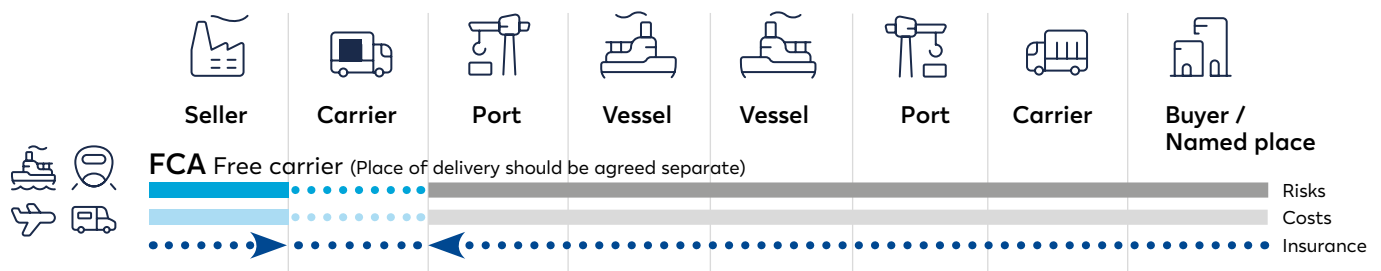 Seller Carrier Port Vessel Vessel Port Carrier Buyer /
Named place
FCA Free carrier (Place of delivery should be agreed separate)
Risks
Costs
Insurance